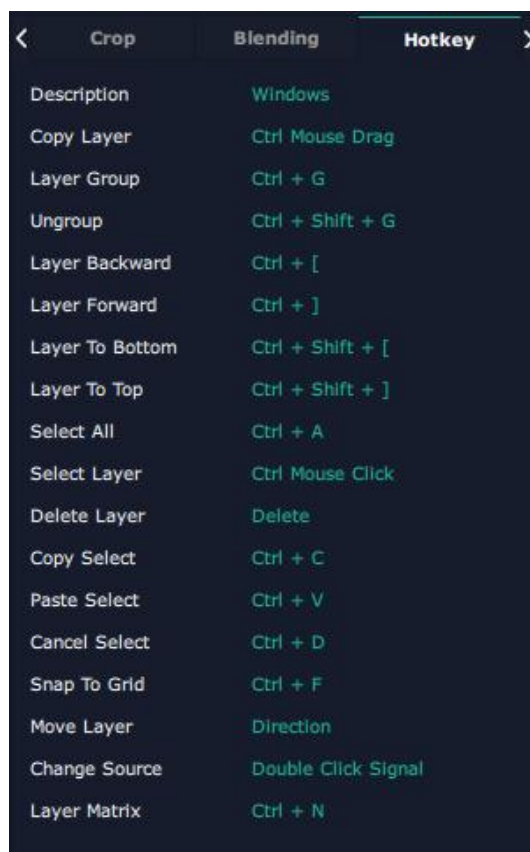 Crop Blending Hotkey
Description Windows
Copy Layer Ctrl Mouse Drag
Layer Group Ctrl + G
Ungroup Ctrl + Shift + G
Layer Backward Ctrl + [
Layer Forward Ctrl + ]
Layer To Bottom Ctrl + Shift + [
Layer To Top Ctrl + Shift + ]
Select All Ctrl + A
Select Layer Ctrl Mouse Click
Delete Layer Delete
Copy Select Ctrl + C
Paste Select Ctrl + V
Cancel Select Ctrl + D
Snap To Grid Ctrl + F
Move Layer Direction
Change Source Double Click Signal
Layer Matrix Ctrl + N